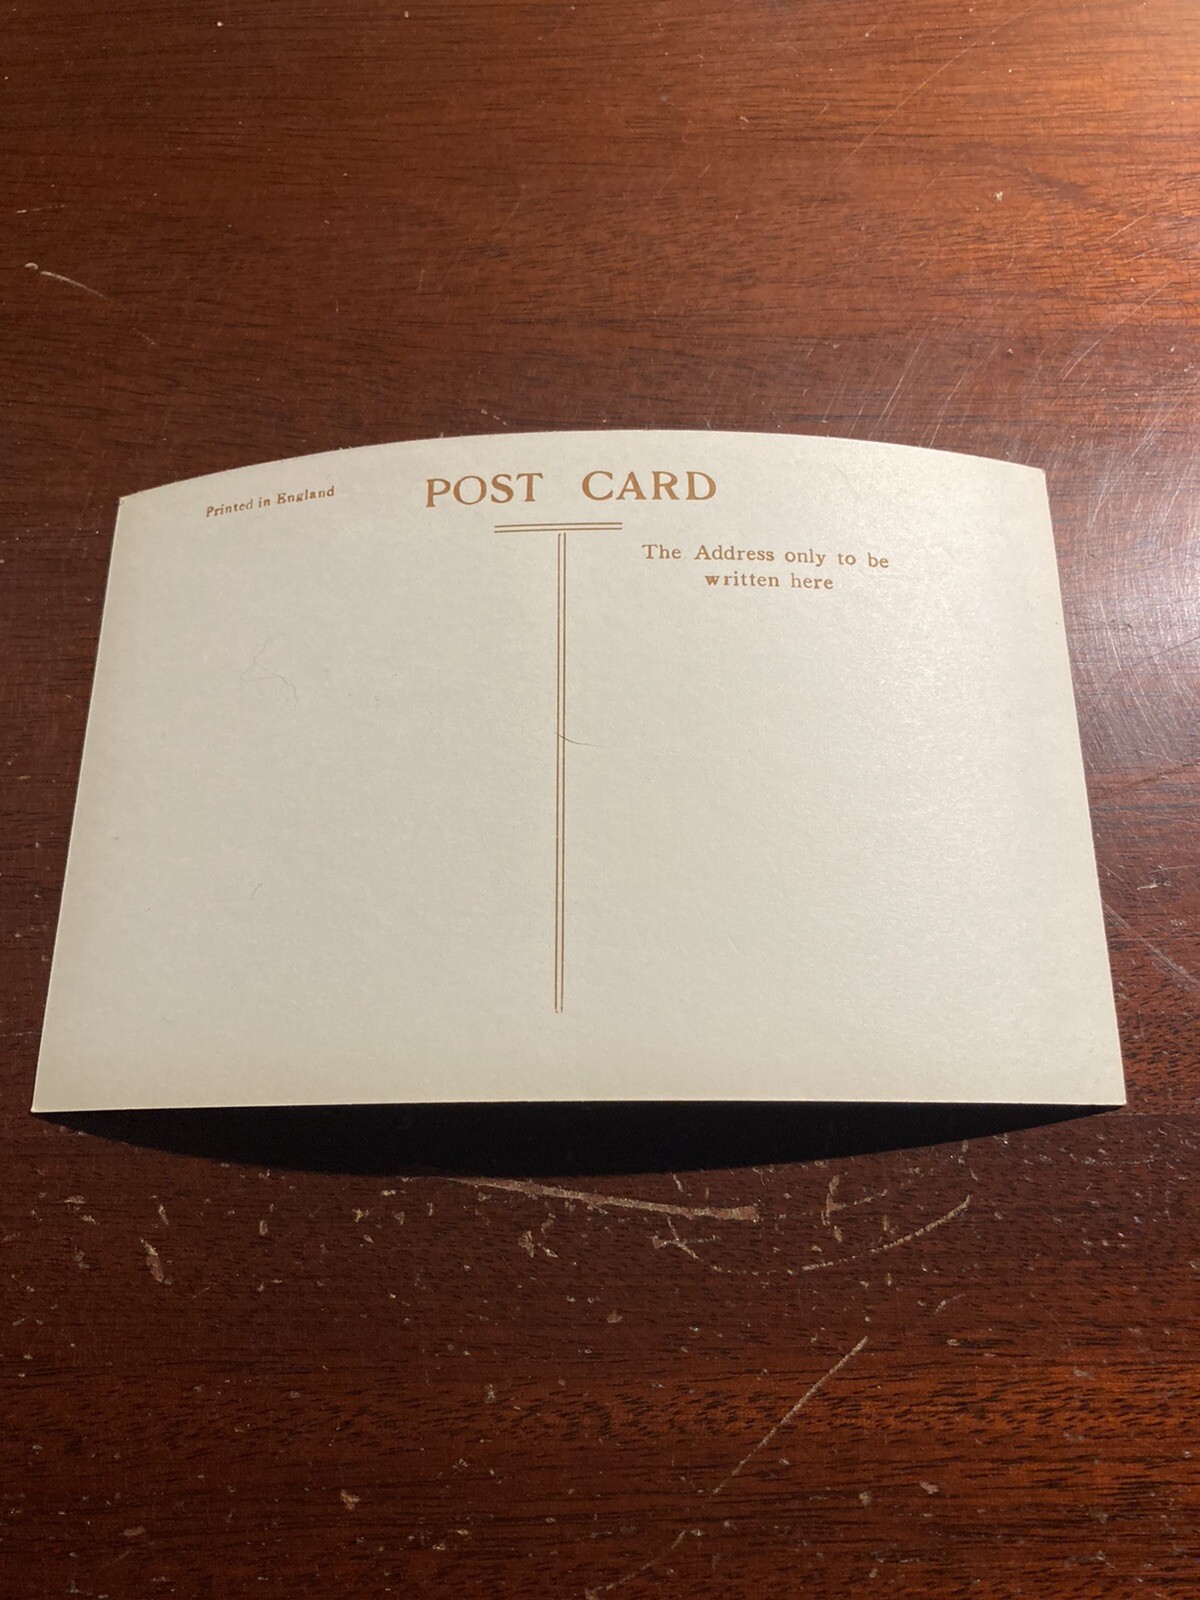 Printed in England
POST CARD
The Address only to be
written here